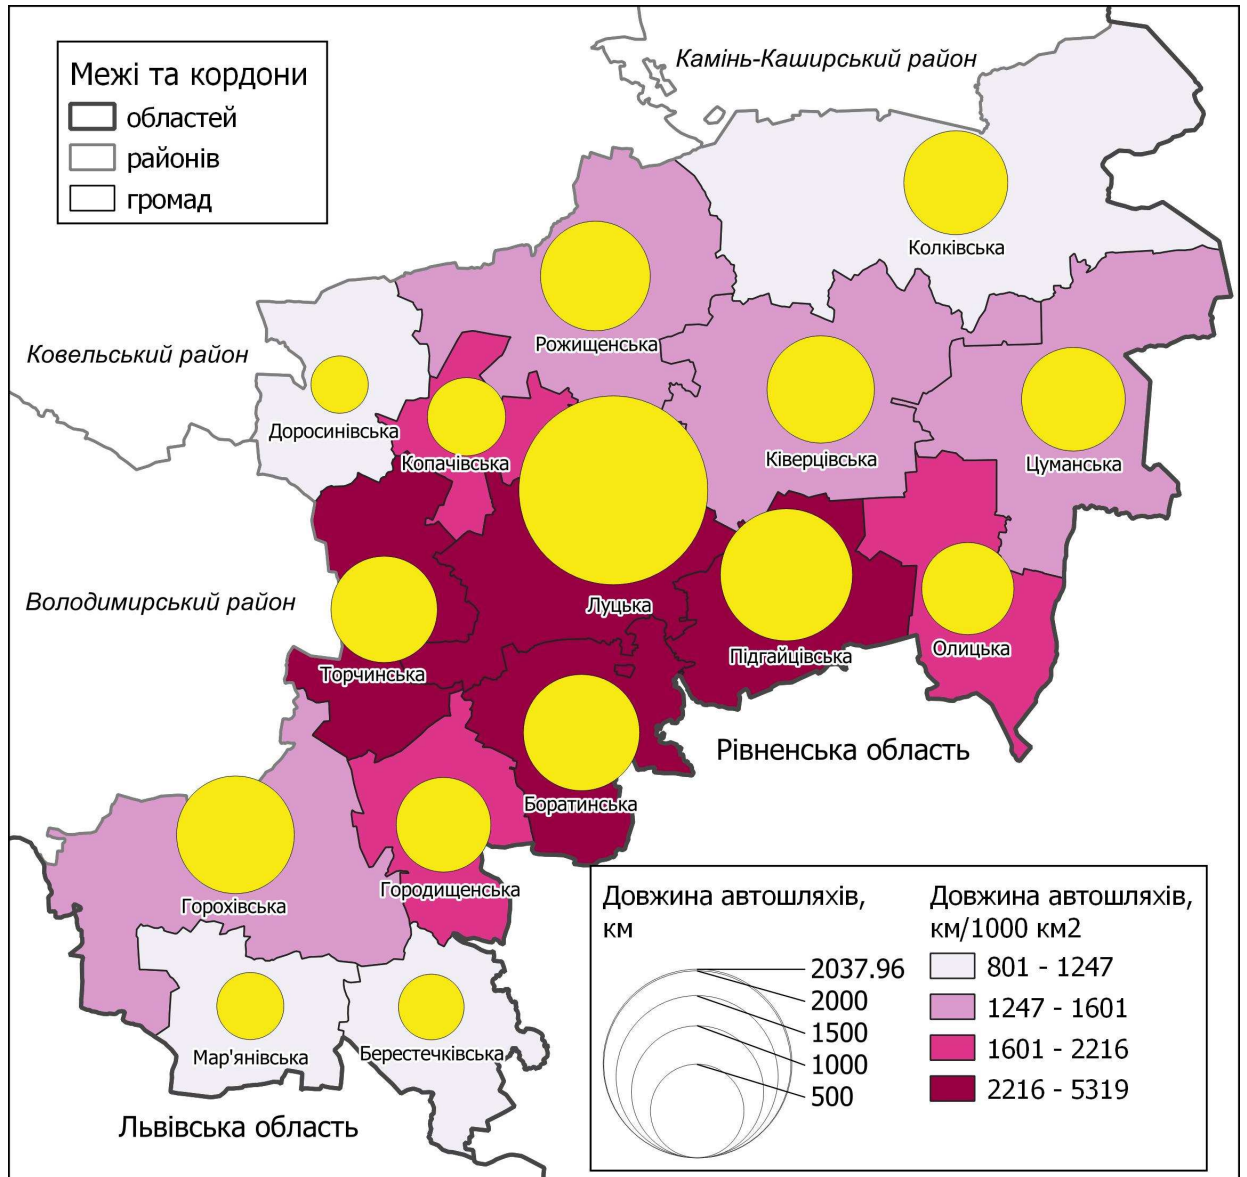 Межі та кордони
областей
районів
громад
Камінь-Каширський район
Колківська
Рожищенська
Ковельський район
Доросинівська
Копачівська
Ківерцівська
Цуманська
Володимирський район
Луцька
Підгайцівська
Олицька
Торчинська
Рівненська область
Боратинська
Городищенська
Горохівська
Мар'янівська
Берестечківська
Львівська область
Довжина автошляхів,
км
2037.96
2000
1500
1000
500
Довжина автошляхів,
км/1000 км2
801 - 1247
1247 - 1601
1601 - 2216
2216 - 5319